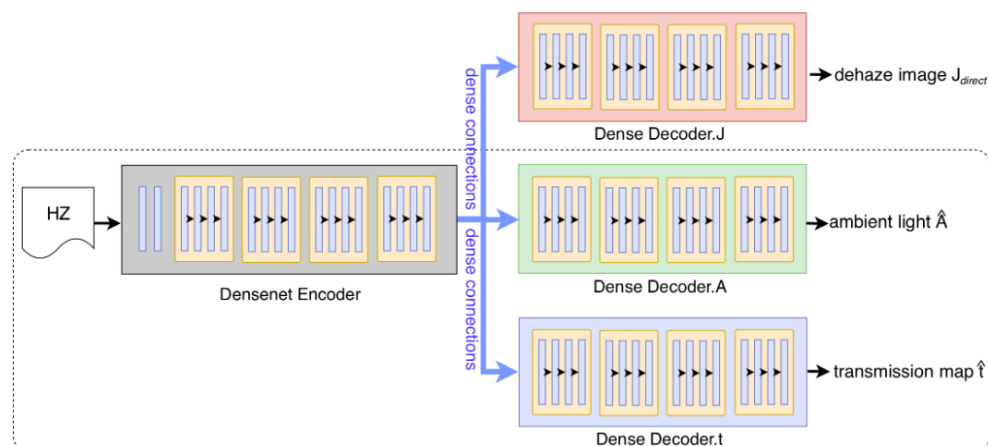 dehaze image J_direct
Dense Decoder.J
dense connections
HZ
Densenet Encoder
ambient light Â
Dense Decoder.A
dense connections
transmission map t̂
Dense Decoder.t